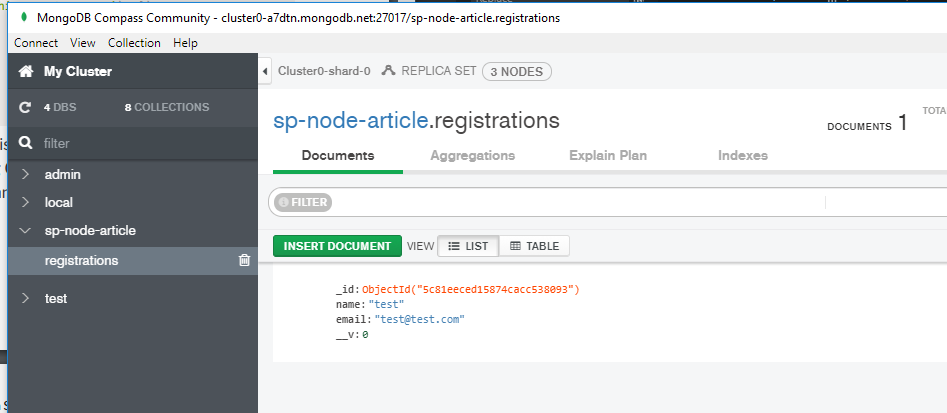 MongoDB Compass Community - cluster0-a7dtn.mongodb.net:27017/sp-node-article.registrations
Connect View Collection Help
My Cluster
4 DBS 8 COLLECTIONS
filter
admin
local
sp-node-article
registrations
test
Cluster0-shard-0 REPLICA SET 3 NODES
sp-node-article.registrations
DOCUMENTS 1
TOTA
Documents Aggregations Explain Plan Indexes
FILTER
INSERT DOCUMENT VIEW LIST TABLE
_id:ObjectId("5c81eeced15874cacc538093")
name:"test"
email:"test@test.com"
__v:0